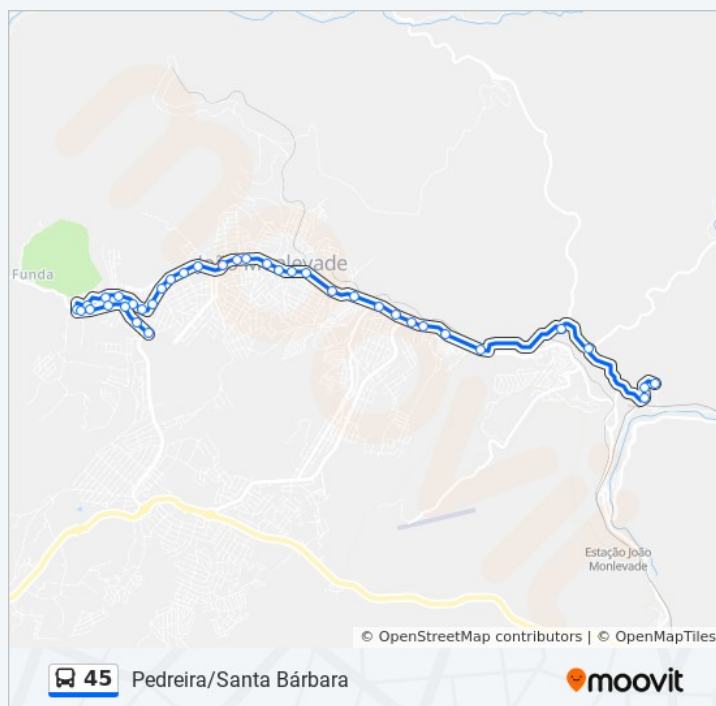 Funda
João Monlevade
Estação João
Monlevade
© OpenStreetMap contributors | © OpenMapTiles
45 Pedreira/Santa Bárbara
moovit